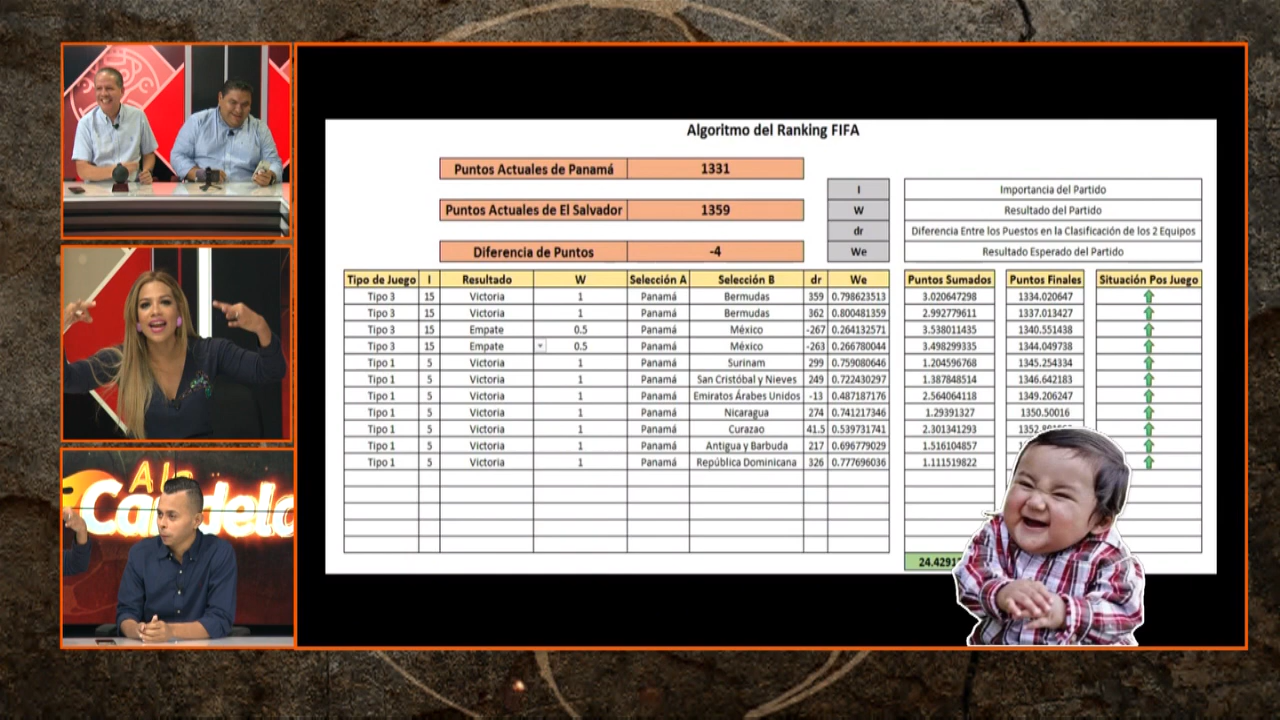 Algoritmo del Ranking FIFA
Puntos Actuales de Panamá 1331
Puntos Actuales de El Salvador 1359
Diferencia de Puntos -4
I Importancia del Partido
W Resultado del Partido
dr Diferencia Entre los Puestos en la Clasificación de los 2 Equipos
We Resultado Esperado del Partido
Tipo de Juego I Resultado W Selección A Selección B dr We Puntos Sumados Puntos Finales Situación Pos Juego
Tipo 3 15 Victoria 1 Panamá Bermudas 359 0.798623513 3.020647298 1334.020647
Tipo 3 15 Victoria 1 Panamá Bermudas 362 0.800481359 2.992779611 1337.013427
Tipo 3 15 Empate 0.5 Panamá México -267 0.264132571 3.538011435 1340.551438
Tipo 3 15 Empate 0.5 Panamá México -263 0.266780044 3.498299335 1344.049738
Tipo 1 5 Victoria 1 Panamá Surinam 299 0.759080646 1.204596768 1345.254334
Tipo 1 5 Victoria 1 Panamá San Cristóbal y Nieves 249 0.722430297 1.387848514 1346.642183
Tipo 1 5 Victoria 1 Panamá Emiratos Árabes Unidos -13 0.487187176 2.564064118 1349.206247
Tipo 1 5 Victoria 1 Panamá Nicaragua 274 0.741217346 1.29391327 1350.50016
Tipo 1 5 Victoria 1 Panamá Curazao 41.5 0.539731741 2.301341293
Tipo 1 5 Victoria 1 Panamá Antigua y Barbuda 217 0.696779029 1.516104857
Tipo 1 5 Victoria 1 Panamá República Dominicana 326 0.777696036 1.111519822
24.4291
A la
Candela